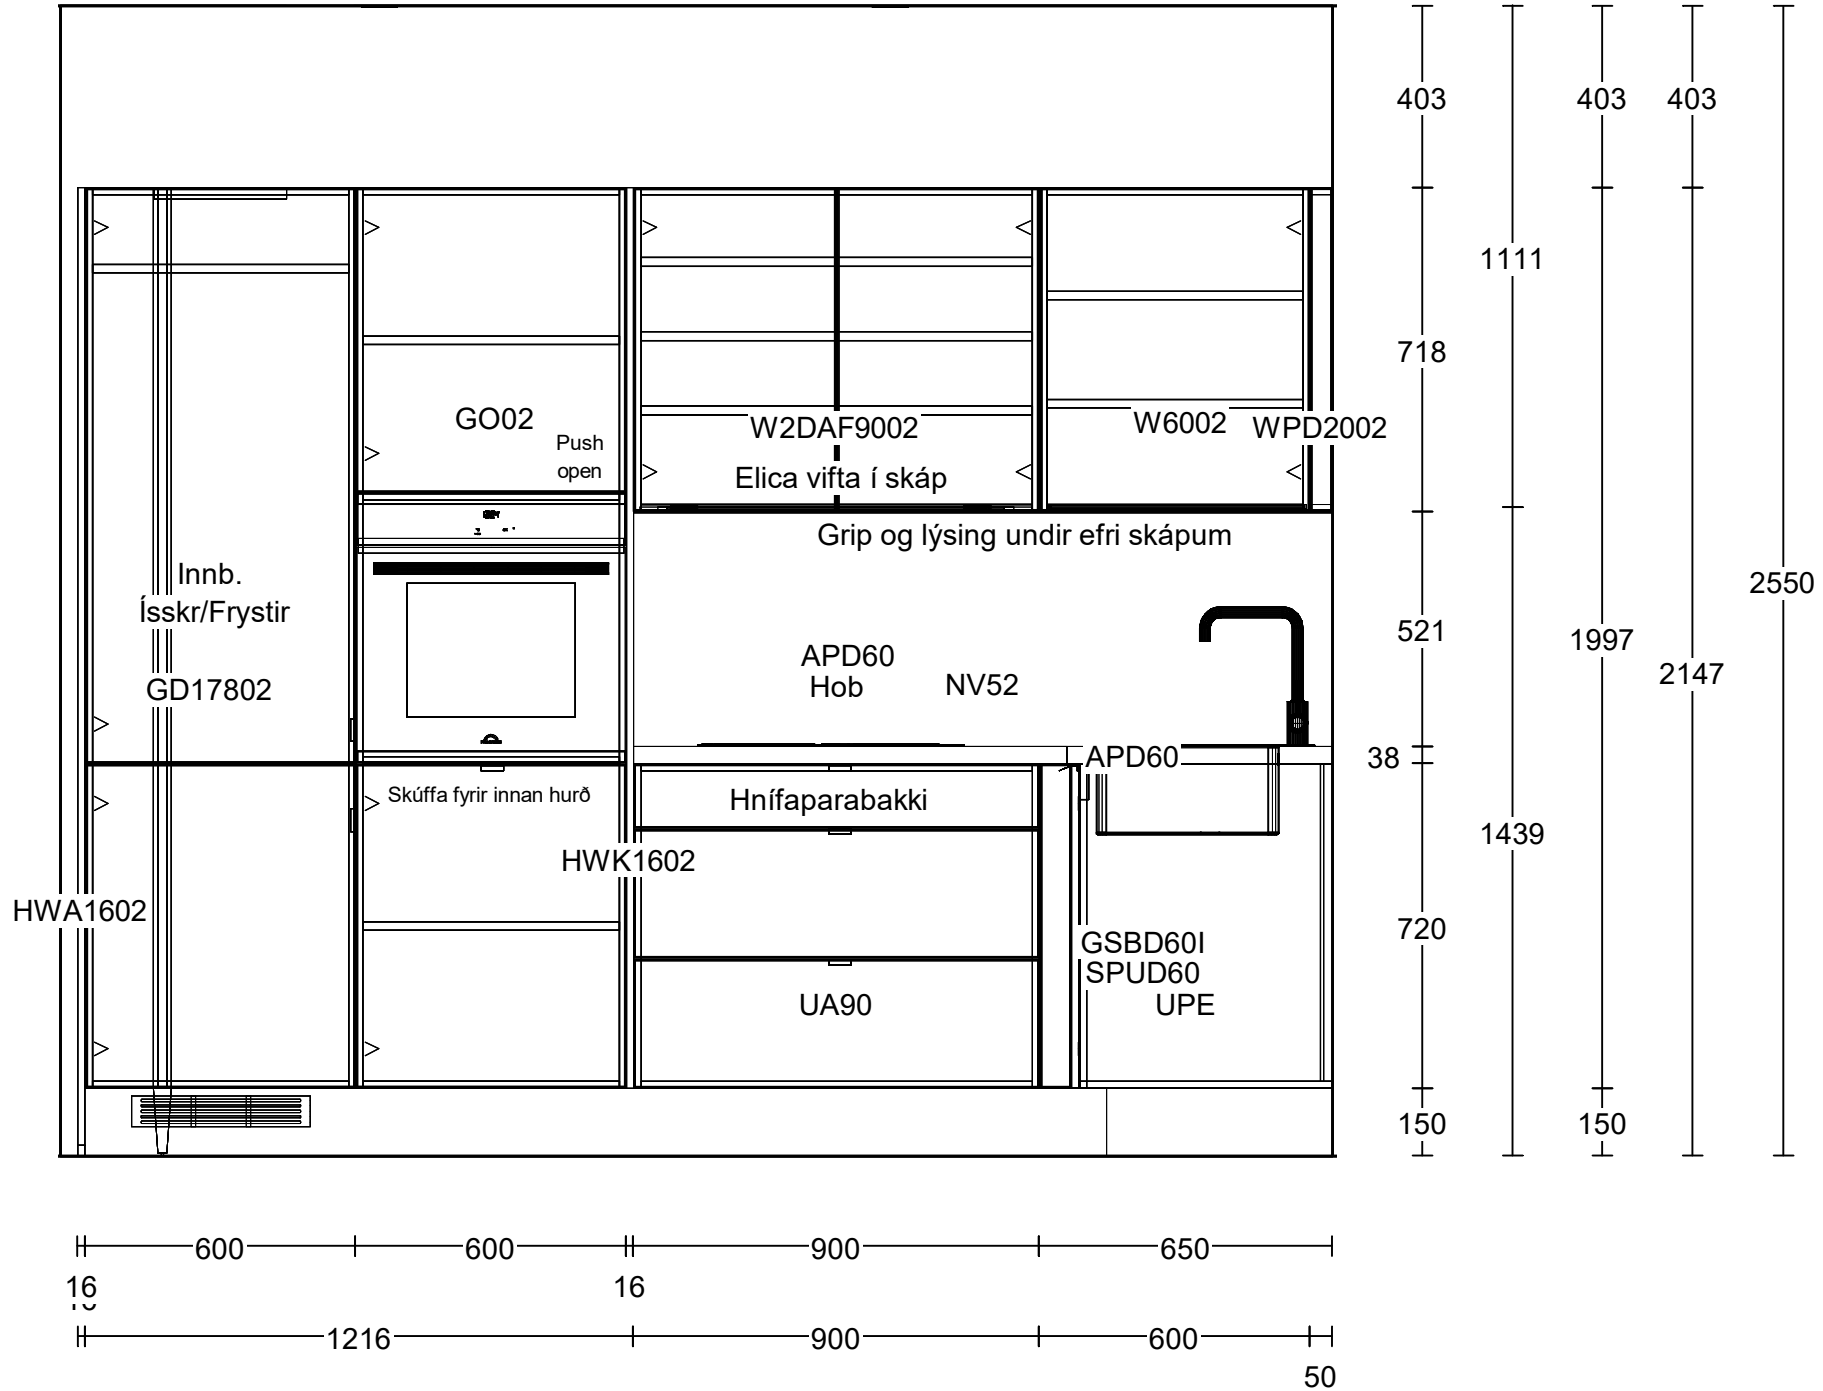 403
403
403
1111
718
GO02
Push
open
W2DAF9002
W6002
WPD2002
Elica vifta í skáp
Grip og lýsing undir efri skápum
Innb.
Ísskr/Frystir
GD17802
2550
521
1997
2147
APD60
Hob
NV52
APD60
38
Skúffa fyrir innan hurð
Hnífaparabakki
1439
HWK1602
HWA1602
720
GSBD60I
SPUD60
UPE
UA90
150
150
600
600
900
650
16
16
16
1216
900
600
50